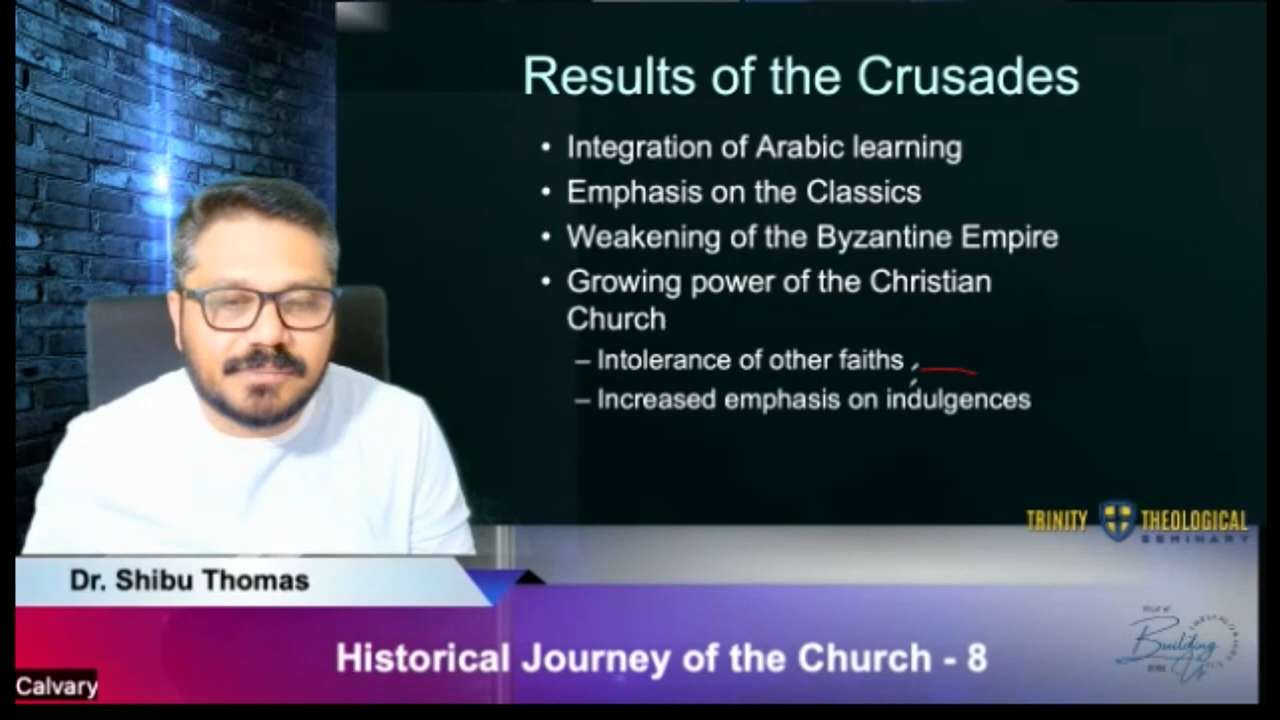 Results of the Crusades
• Integration of Arabic learning
• Emphasis on the Classics
• Weakening of the Byzantine Empire
• Growing power of the Christian
Church
– Intolerance of other faiths
– Increased emphasis on indulgences
TRINITY THEOLOGICAL
SEMINARY
Dr. Shibu Thomas
Historical Journey of the Church - 8
Building
Up
Calvary